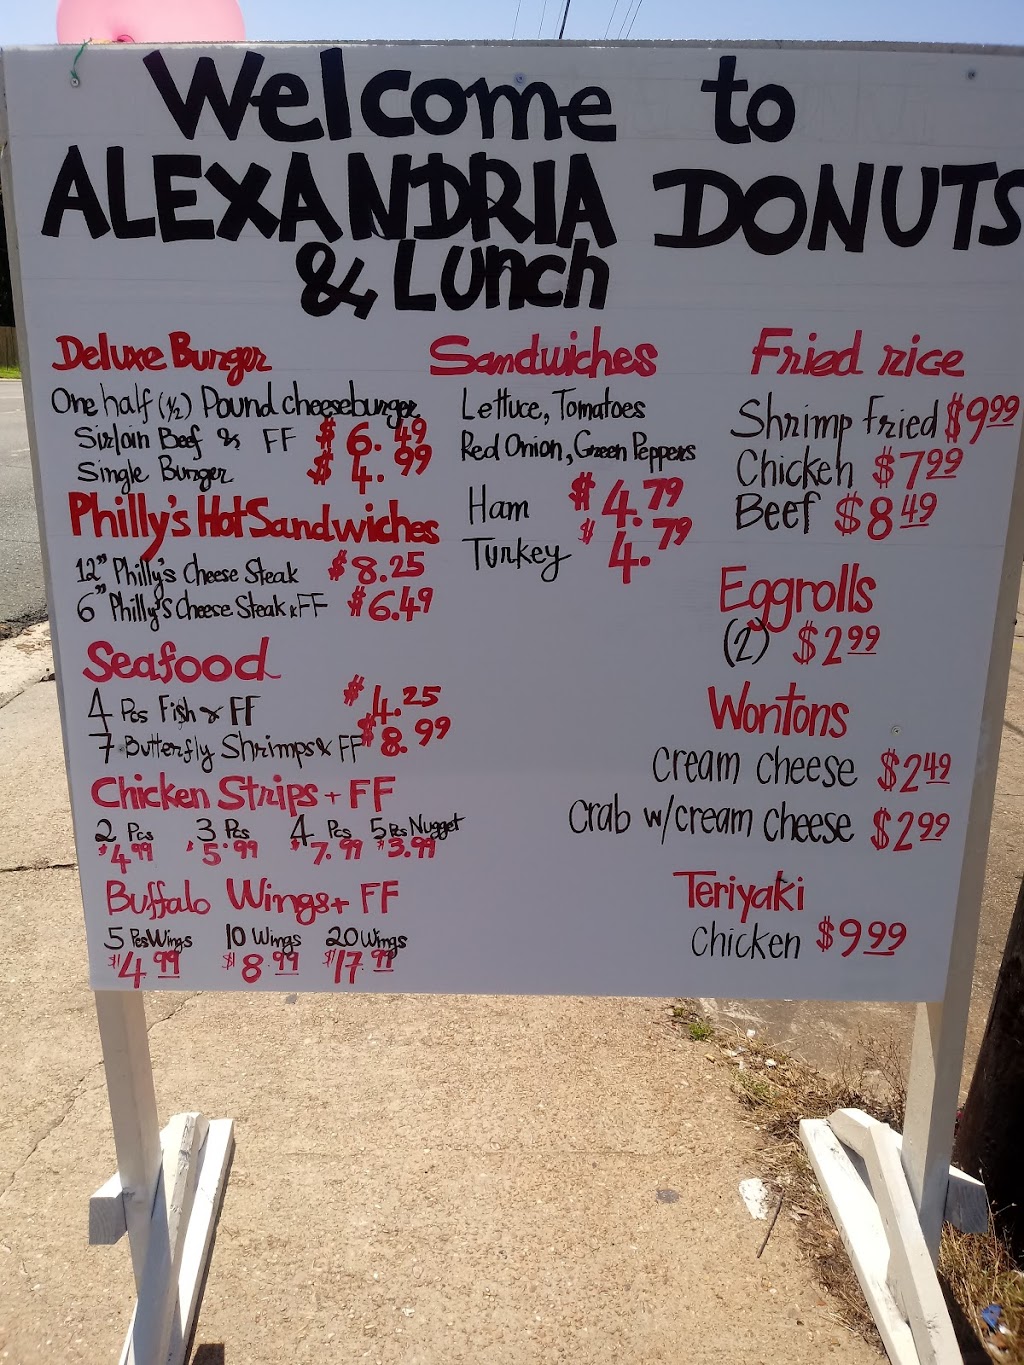 Welcome to
ALEXANDRIA DONUTS
& Lunch
Deluxe Burger
One half (½) Pound cheeseburger
Sirloin Beef & FF $6.49
Single Burger $4.99
Philly's Hot Sandwiches
12" Philly's Cheese Steak $8.25
6" Philly's Cheese Steak & FF $6.49
Seafood
4 Pcs Fish & FF $4.25
7 Butterfly Shrimps & FF $8.99
Chicken Strips + FF
2 Pcs 3 Pcs 4 Pcs 5 Pcs Nugget
$4.99 $5.99 $7.99 $3.99
Buffalo Wings + FF
5 Pcs Wings 10 Wings 20 Wings
$4.99 $8.99 $17.99
Sandwiches
Lettuce, Tomatoes
Red Onion, Green Peppers
Ham $4.79
Turkey $4.79
Fried rice
Shrimp Fried $9.99
Chicken $7.99
Beef $8.49
Eggrolls
(2) $2.99
Wontons
cream cheese $2.49
crab w/cream cheese $2.99
Teriyaki
chicken $9.99